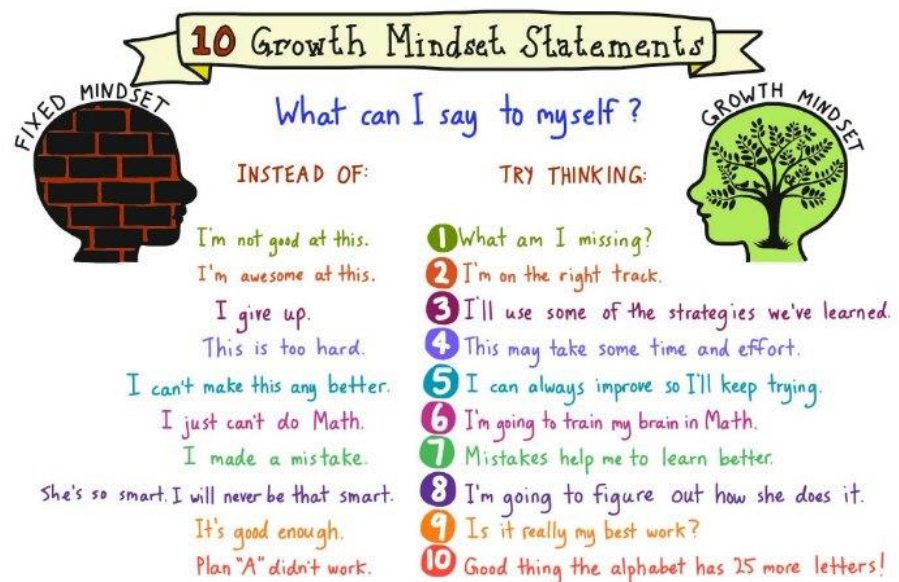 10 Growth Mindset Statements
FIXED MINDSET
What can I say to myself?
GROWTH MINDSET
INSTEAD OF: TRY THINKING:
I'm not good at this. 1 What am I missing?
I'm awesome at this. 2 I'm on the right track.
I give up. 3 I'll use some of the strategies we've learned.
This is too hard. 4 This may take some time and effort.
I can't make this any better. 5 I can always improve so I'll keep trying.
I just can't do Math. 6 I'm going to train my brain in Math.
I made a mistake. 7 Mistakes help me to learn better.
She's so smart. I will never be that smart. 8 I'm going to figure out how she does it.
It's good enough. 9 Is it really my best work?
Plan "A" didn't work. 10 Good thing the alphabet has 25 more letters!